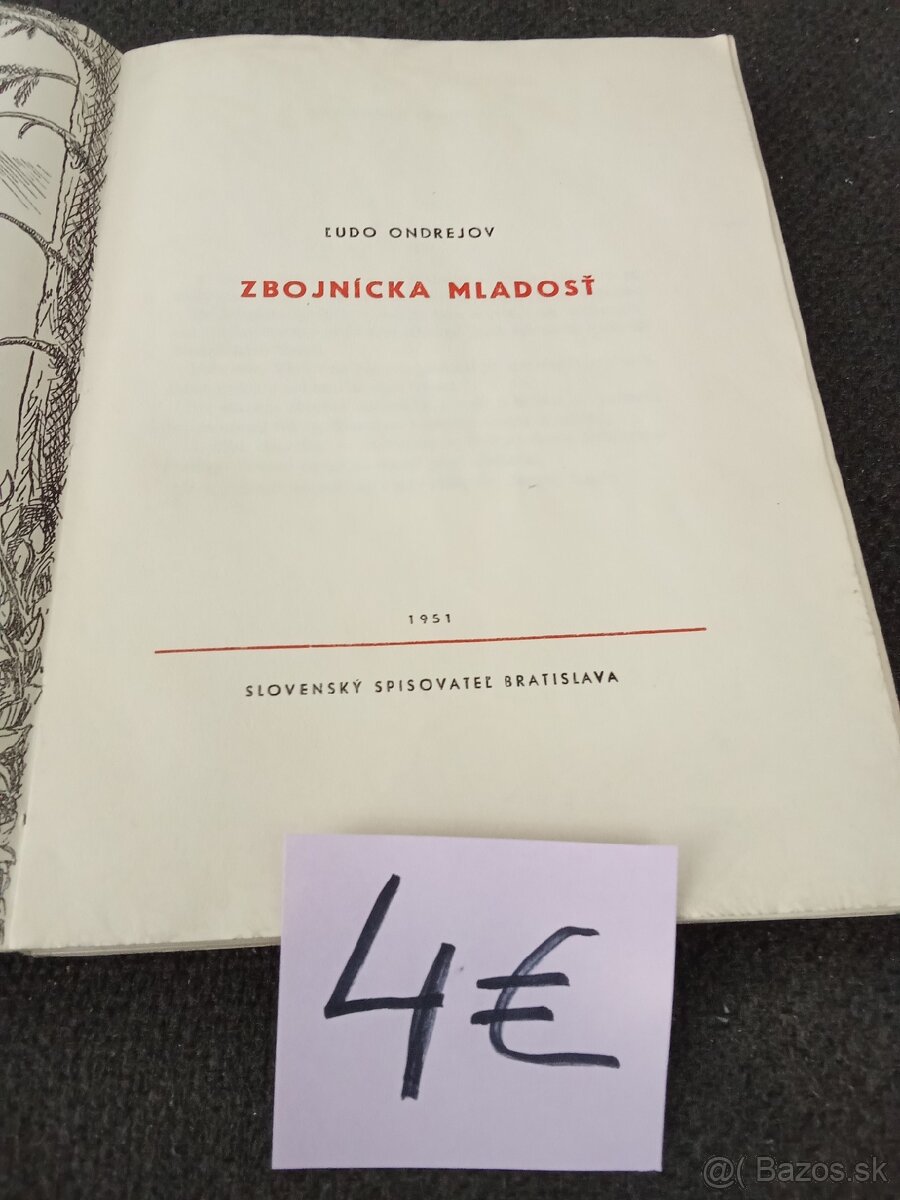 ĽUDO ONDREJOV
ZBOJNÍCKA MLADOSŤ
1951
SLOVENSKÝ SPISOVATEĽ BRATISLAVA
4€
@( Bazos.sk